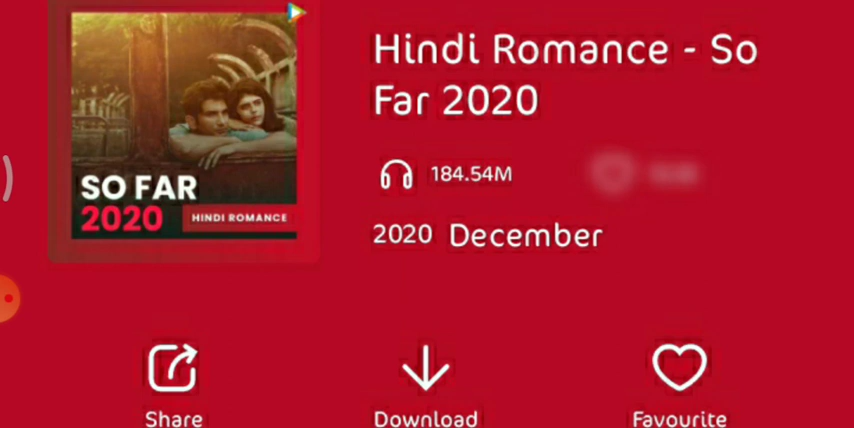 Hindi Romance - So
Far 2020
184.54M
2020 December
SO FAR
2020
HINDI ROMANCE
Share
Download
Favourite